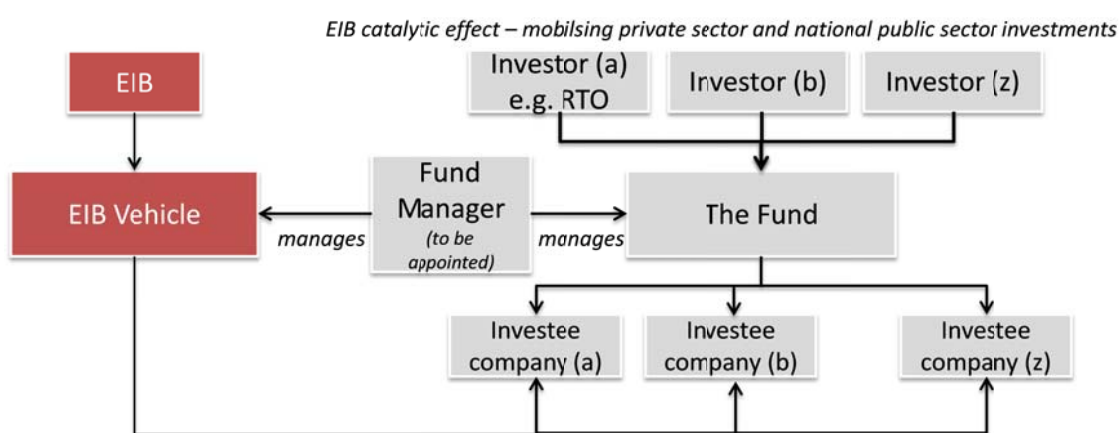 EIB catalytic effect – mobilsing private sector and national public sector investments
EIB
Investor (a)
e.g. RTO
Investor (b)
Investor (z)
EIB Vehicle
manages
Fund
Manager
(to be
appointed)
manages
The Fund
Investee
company (a)
Investee
company (b)
Investee
company (z)